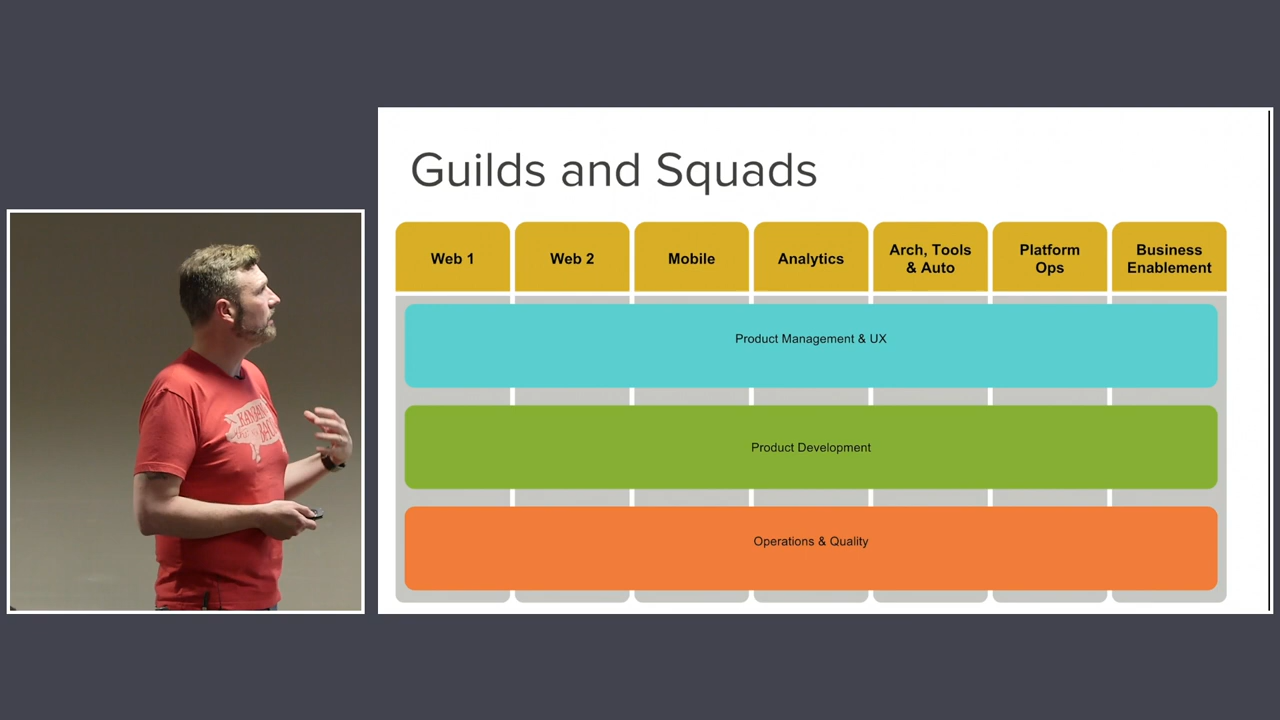 Guilds and Squads
Web 1
Web 2
Mobile
Analytics
Arch, Tools
& Auto
Platform
Ops
Business
Enablement
Product Management & UX
Product Development
Operations & Quality
KANBAN